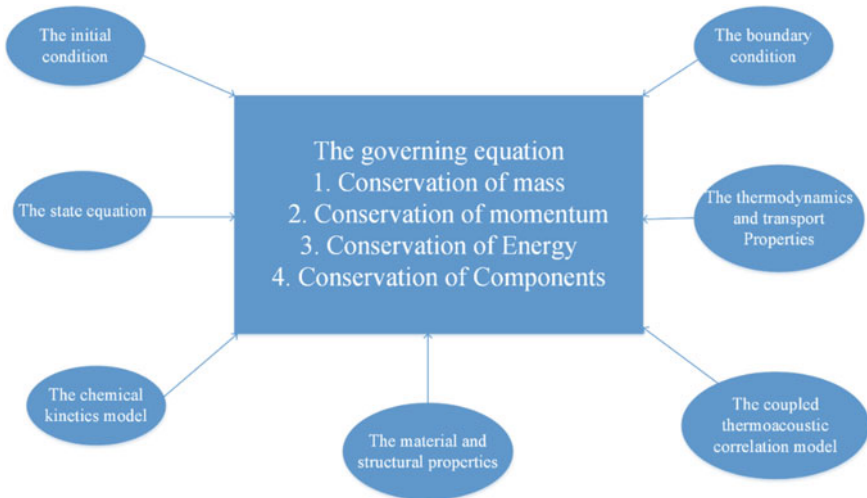 The initial
condition
The boundary
condition
The governing equation
1. Conservation of mass
2. Conservation of momentum
3. Conservation of Energy
4. Conservation of Components
The state equation
The thermodynamics
and transport
Properties
The chemical
kinetics model
The material and
structural properties
The coupled
thermoacoustic
correlation model